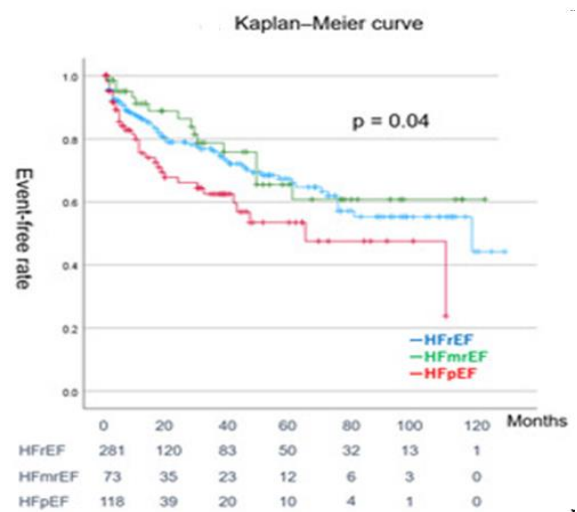 Kaplan–Meier curve
1.0
p = 0.04
0.8
Event-free rate
0.6
0.4
0.2
HFrEF
HFmrEF
HFpEF
0.0
0 20 40 60 80 100 120 Months
HFrEF 281 120 83 50 32 13 1
HFmrEF 73 35 23 12 6 3 0
HFpEF 118 39 20 10 4 1 0